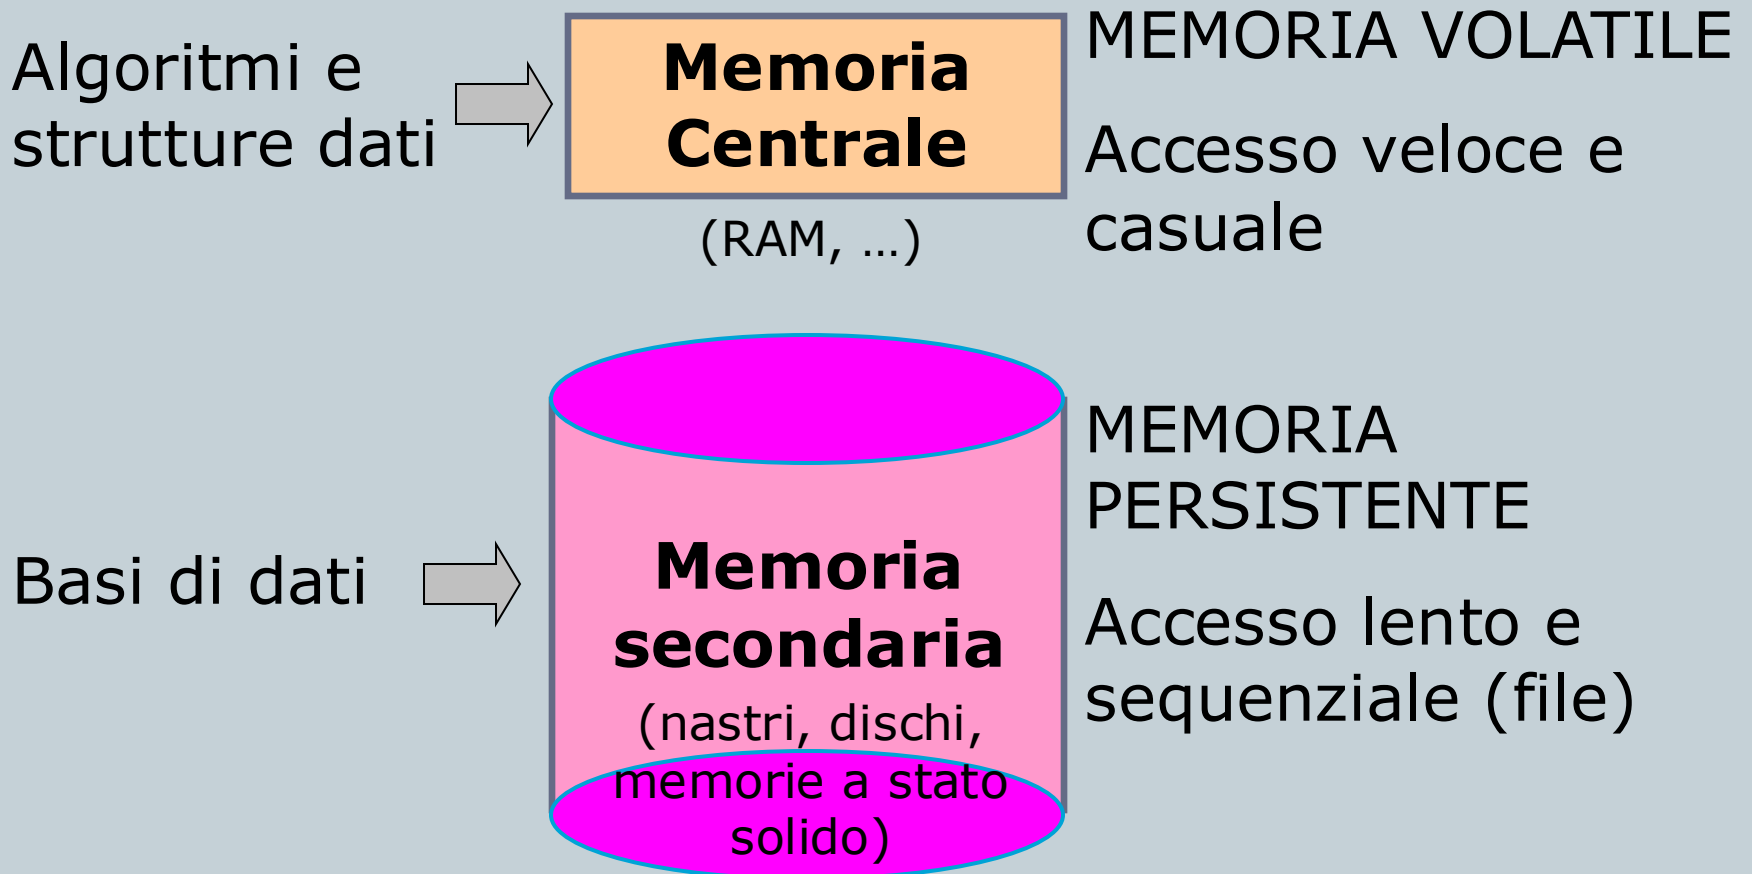 Algoritmi e
strutture dati
Memoria
Centrale
(RAM, …)
MEMORIA VOLATILE
Accesso veloce e
casuale
Basi di dati
Memoria
secondaria
(nastri, dischi,
memorie a stato
solido)
MEMORIA
PERSISTENTE
Accesso lento e
sequenziale (file)